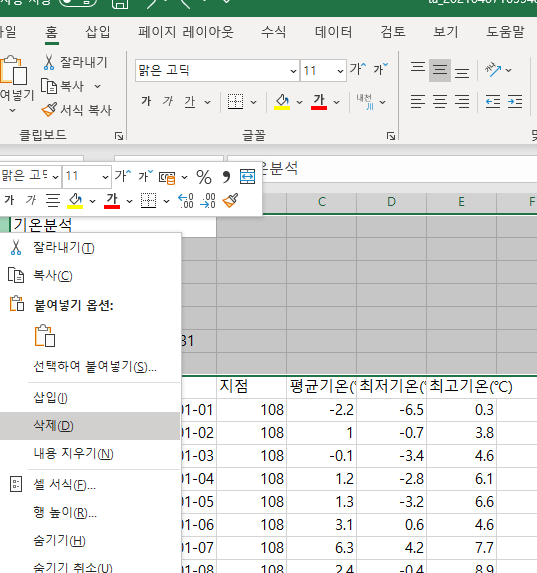 홈 삽입 페이지 레이아웃 수식 데이터 검토 보기 도움말
잘라내기
복사
서식 복사
맑은 고딕 11 가^ 가ˇ
가 가 가 가 내천
클립보드 글꼴
맑은 고딕 11 가^ 가ˇ % ,
가 가 가
C D E F
기온분석
잘라내기(T)
복사(C)
붙여넣기 옵션:
선택하여 붙여넣기(S)...
삽입(I)
삭제(D)
내용 지우기(N)
셀 서식(F)...
행 높이(R)...
숨기기(H)
숨기기 취소(U)
31
지점 평균기온(℃ 최저기온(℃ 최고기온(℃)
01-01 108 -2.2 -6.5 0.3
01-02 108 1 -0.7 3.8
01-03 108 -0.1 -3.4 4.6
01-04 108 1.2 -2.8 6.1
01-05 108 1.3 -3.2 6.6
01-06 108 3.1 0.6 4.6
01-07 108 6.3 4.2 7.7
01-08 108 2.4 -0.4 8.9